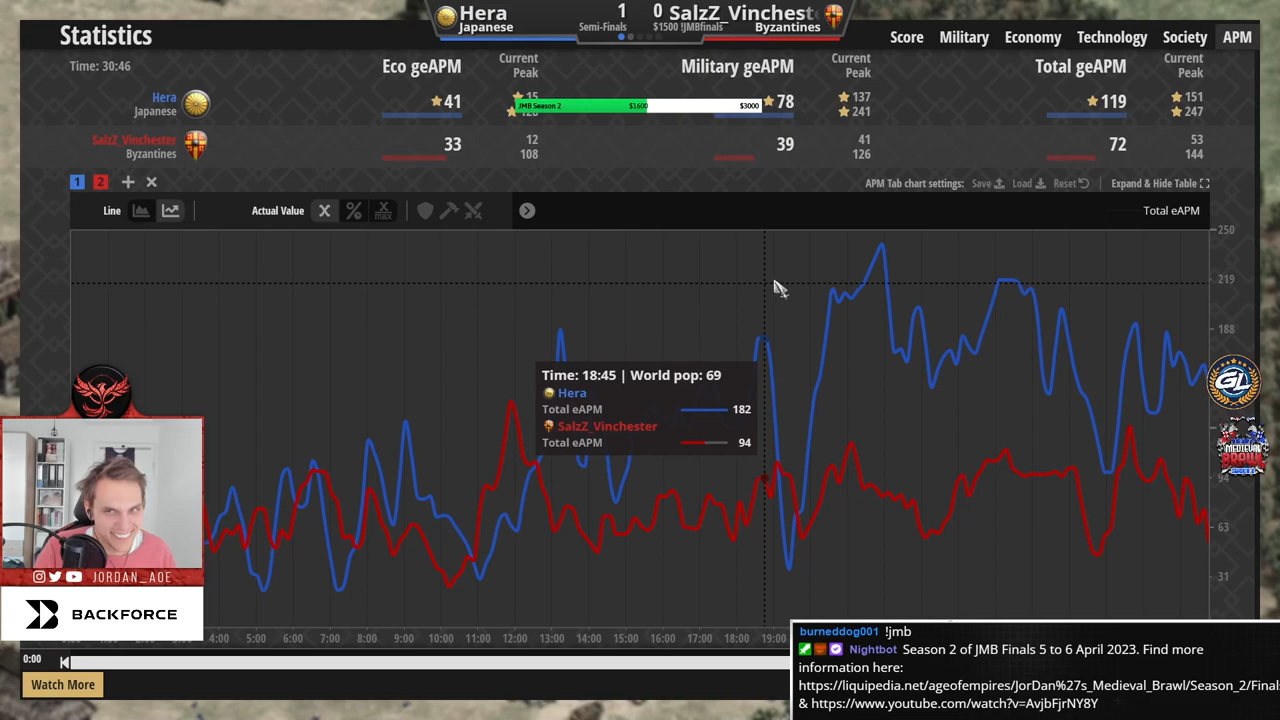 Hera
Japanese
1
0
Semi-Finals
$1500 !JMBfinals
SalzZ_Vinchest
Byzantines
Statistics
Score
Military
Economy
Technology
Society
APM
Time: 30:46
Eco geAPM
Current
Peak
Military geAPM
Current
Peak
Total geAPM
Current
Peak
Hera
Japanese
41
15
JMB Season 2
$1600
$3000
78
137
241
119
151
247
SalzZ_Vinchester
Byzantines
33
12
108
39
41
126
72
53
144
1
2
APM Tab chart settings:
Save
Load
Reset
Expand & Hide Table
Line
Actual Value
X
%
X
max
Total eAPM
250
219
188
94
63
31
Time: 18:45 | World pop: 69
Hera
Total eAPM
182
SalzZ_Vinchester
Total eAPM
94
GL
MEDIEVAL
BRAWL
JORDAN_AOE
BACKFORCE
4:00
5:00
6:00
7:00
8:00
9:00
10:00
11:00
12:00
13:00
14:00
15:00
16:00
17:00
18:00
19:00
0:00
Watch More
burneddog001 !jmb
Nightbot Season 2 of JMB Finals 5 to 6 April 2023. Find more
information here:
https://liquipedia.net/ageofempires/JorDan%27s_Medieval_Brawl/Season_2/Final
& https://www.youtube.com/watch?v=AvjbFjrNY8Y